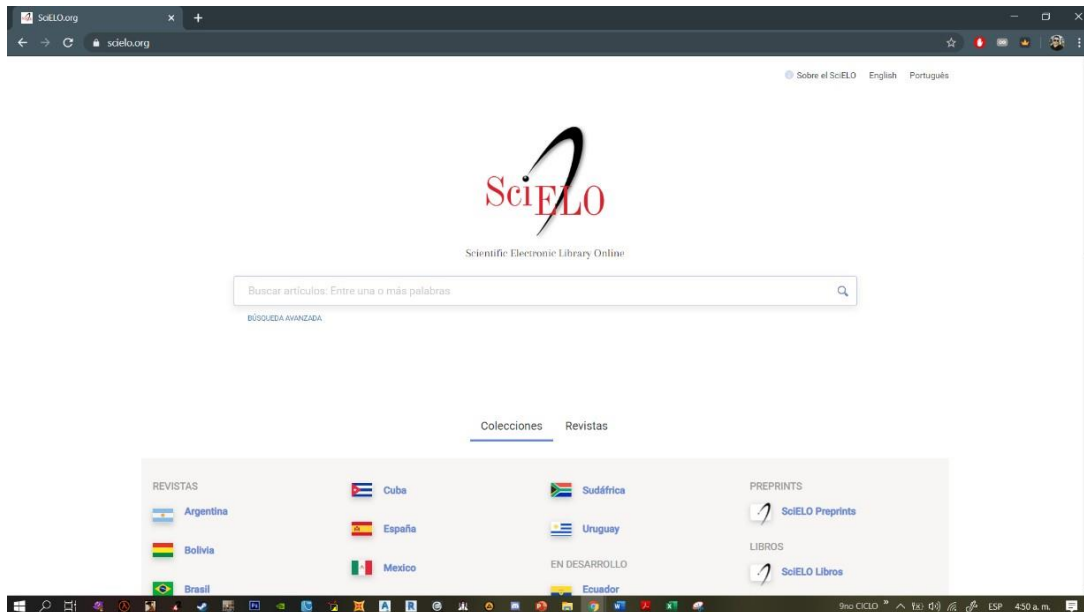 SciELO.org
scielo.org
Sobre el SciELO English Português
SciELO
Scientific Electronic Library Online
Buscar artículos: Entre una o más palabras
BÚSQUEDA AVANZADA
Colecciones Revistas
REVISTAS
Argentina
Bolivia
Brasil
Cuba
España
Mexico
Sudáfrica
Uruguay
EN DESARROLLO
Ecuador
PREPRINTS
SciELO Preprints
LIBROS
SciELO Libros
9no CICLO
ESP 4:50 a. m.